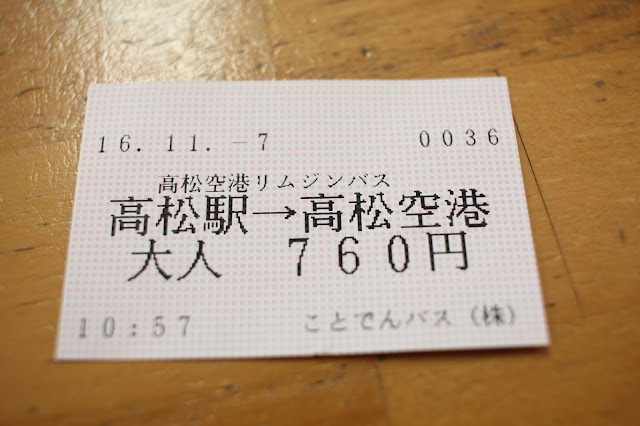 16.11.-7 0036
高松空港リムジンバス
高松駅→高松空港
大人 760円
10:57 ことでんバス(株)